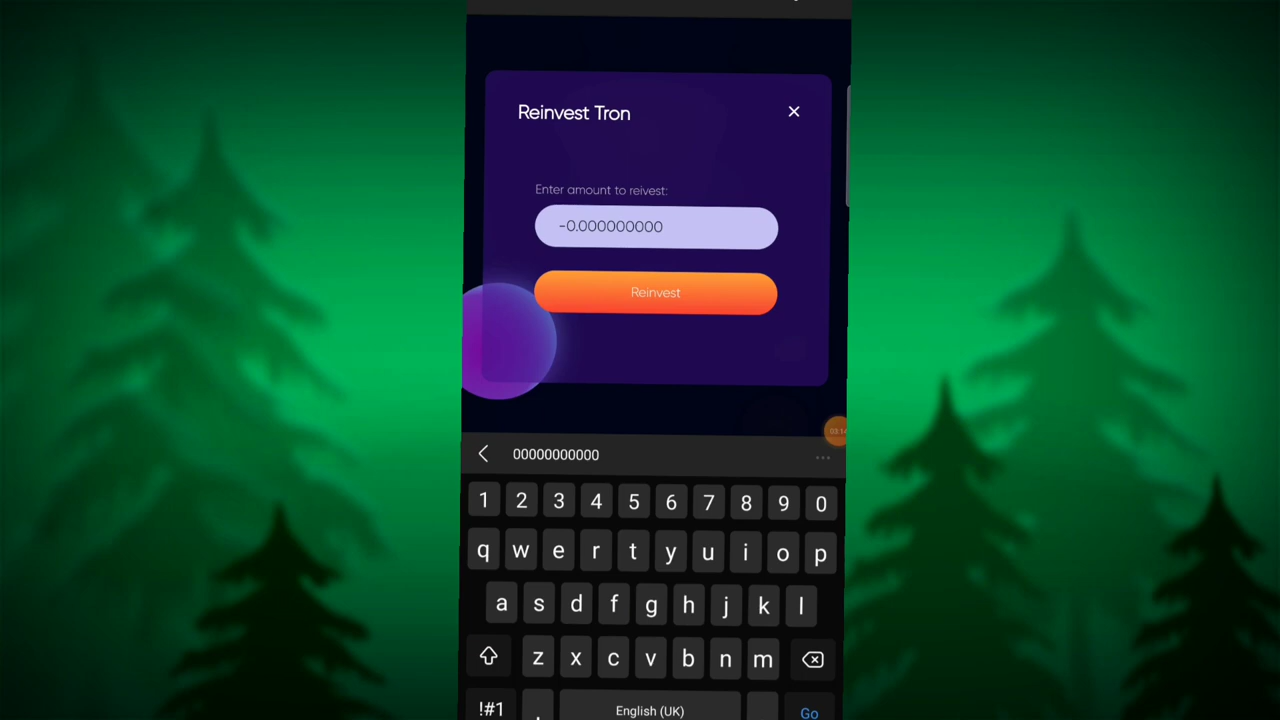 Reinvest Tron
Enter amount to reivest:
-0.000000000
Reinvest
00000000000
1 2 3 4 5 6 7 8 9 0
q w e r t y u i o p
a s d f g h j k l
z x c v b n m
!#1 , English (UK) Go